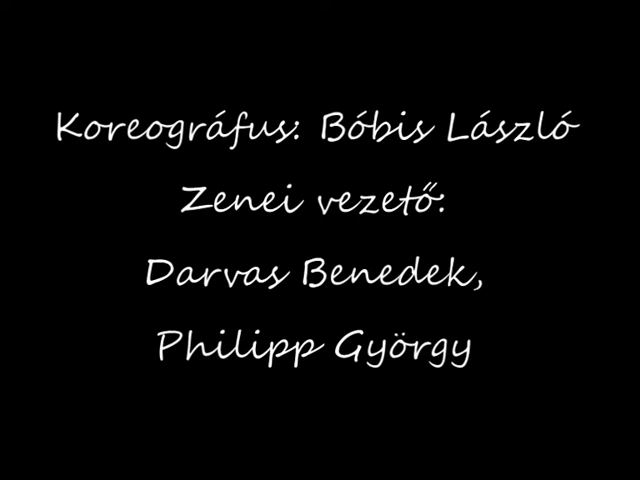 Koreográfus: Bóbis László
Zenei vezető:
Darvas Benedek,
Philipp György